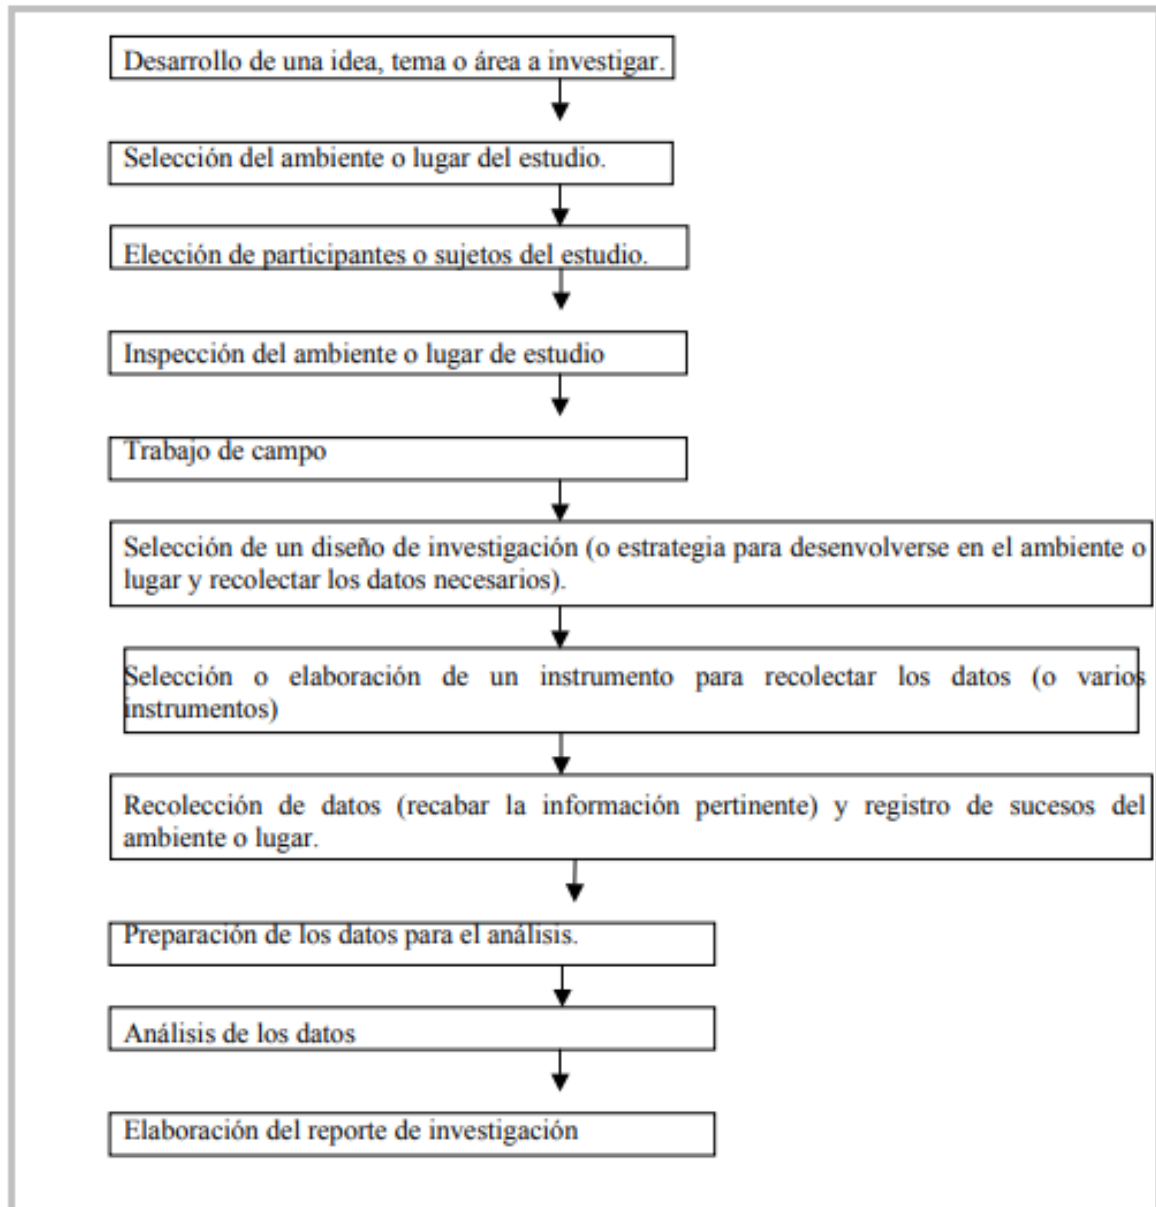 Desarrollo de una idea, tema o área a investigar.
Selección del ambiente o lugar del estudio.
Elección de participantes o sujetos del estudio.
Inspección del ambiente o lugar de estudio
Trabajo de campo
Selección de un diseño de investigación (o estrategia para desenvolverse en el ambiente o
lugar y recolectar los datos necesarios).
Selección o elaboración de un instrumento para recolectar los datos (o varios
instrumentos)
Recolección de datos (recabar la información pertinente) y registro de sucesos del
ambiente o lugar.
Preparación de los datos para el análisis.
Análisis de los datos
Elaboración del reporte de investigación